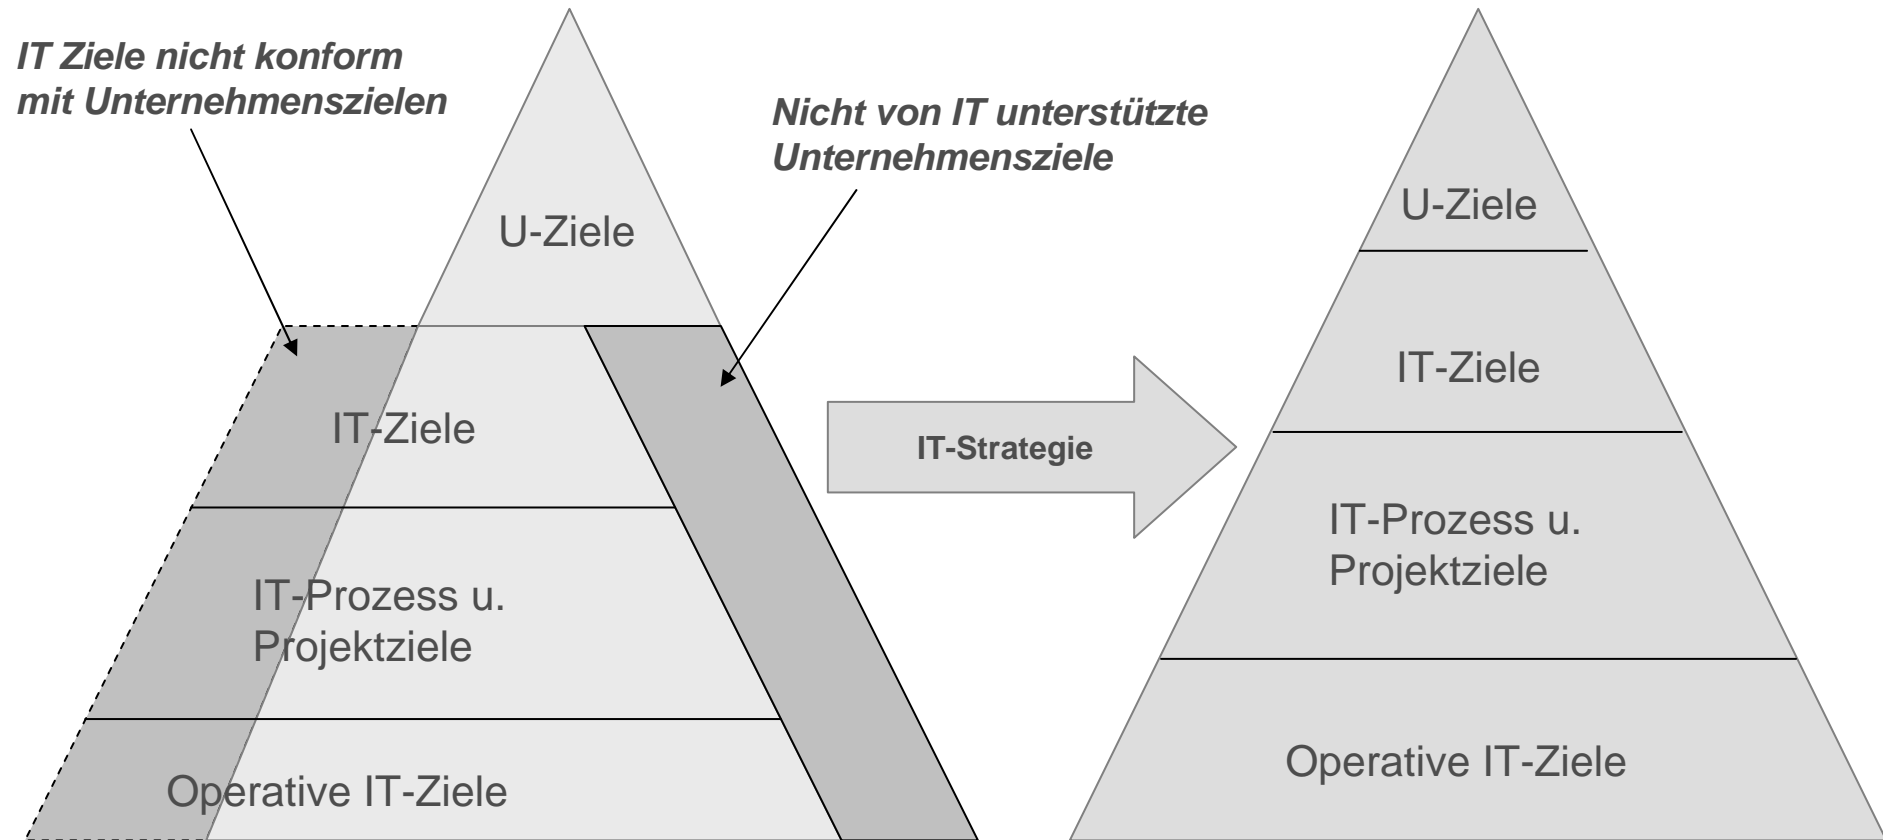 IT Ziele nicht konform
mit Unternehmenszielen
Nicht von IT unterstützte
Unternehmensziele
U-Ziele
IT-Ziele
IT-Prozess u.
Projektziele
Operative IT-Ziele
IT-Strategie
U-Ziele
IT-Ziele
IT-Prozess u.
Projektziele
Operative IT-Ziele